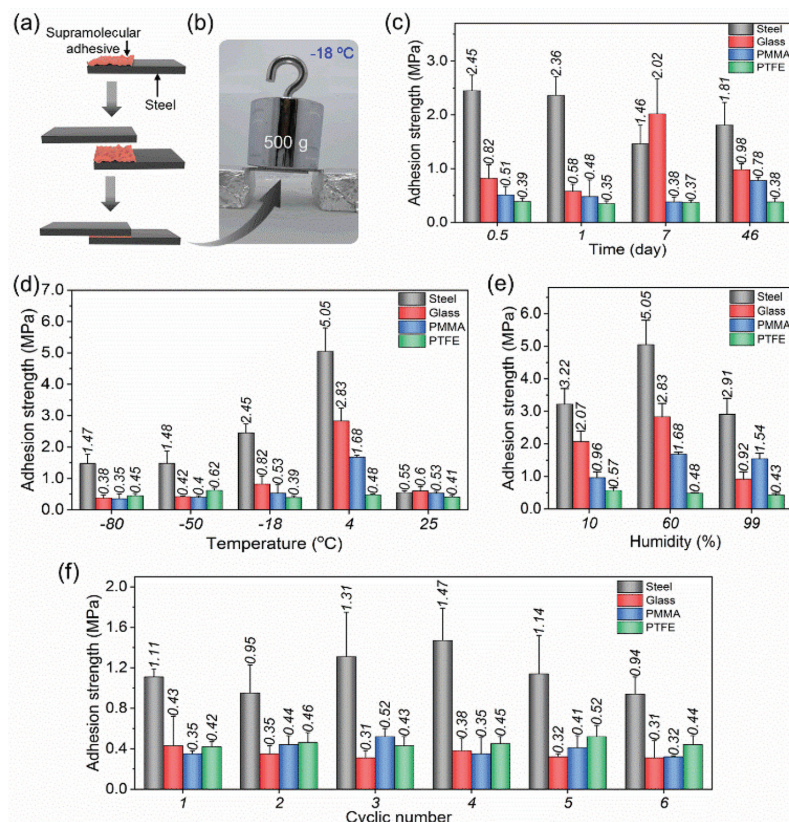 (a)
Supramolecular
adhesive
Steel
(b)
-18 °C
500 g
(c)
Adhesion strength (MPa)
3.0
2.0
1.0
0.0
Steel
Glass
PMMA
PTFE
2.45
0.82
0.51
0.39
2.36
0.58
0.48
0.35
1.46
2.02
0.38
0.37
1.81
0.98
0.78
0.38
0.5 1 7 46
Time (day)
(d)
Adhesion strength (MPa)
7.0
6.0
5.0
4.0
3.0
2.0
1.0
0.0
Steel
Glass
PMMA
PTFE
1.47
0.38
0.35
0.45
1.48
0.42
0.4
0.62
2.45
0.82
0.53
0.39
5.05
2.83
1.68
0.48
0.55
0.6
0.53
0.41
-80 -50 -18 4 25
Temperature (°C)
(e)
Adhesion strength (MPa)
6.0
5.0
4.0
3.0
2.0
1.0
0.0
Steel
Glass
PMMA
PTFE
3.22
2.07
0.96
0.57
5.05
2.83
1.68
0.48
2.91
0.92
1.54
0.43
10 60 99
Humidity (%)
(f)
Adhesion strength (MPa)
2.0
1.6
1.2
0.8
0.4
0.0
Steel
Glass
PMMA
PTFE
1.11
0.43
0.35
0.42
0.95
0.35
0.44
0.46
1.31
0.31
0.52
0.43
1.47
0.38
0.35
0.45
1.14
0.32
0.41
0.52
0.94
0.31
0.32
0.44
1 2 3 4 5 6
Cyclic number